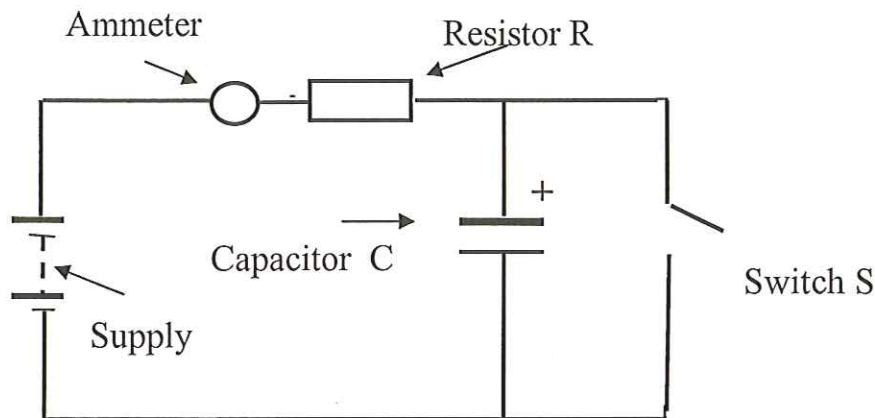 Ammeter
Resistor R
+
Capacitor C
Switch S
Supply